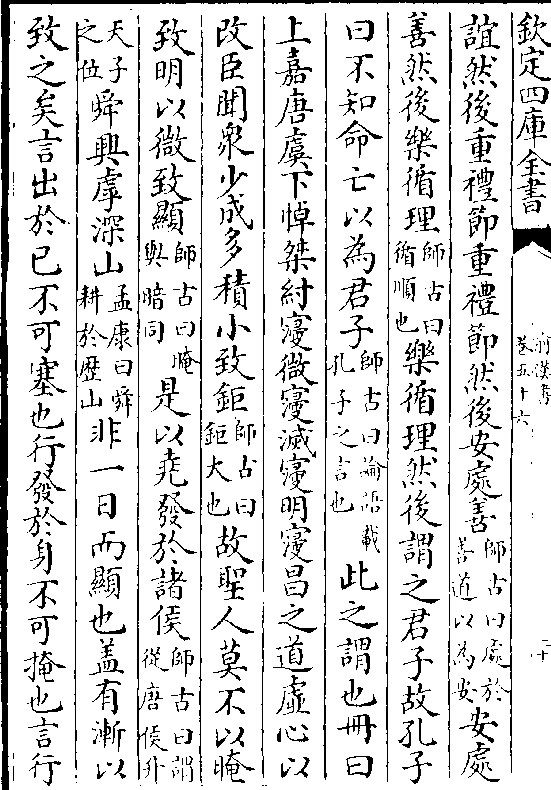 欽定四庫全書
前漢書
卷五十六
二十
誼然後重禮節重禮節然後安處善師古曰處於善道以為安安處
善然後樂循理師古曰循順也樂循理然後謂之君子故孔子
曰不知命亡以為君子師古曰論語載孔子之言也此之謂也冊曰
上嘉唐虞下悼桀紂寖微寖滅寖明寖昌之道虛心以
改臣聞衆少成多積小致鉅師古曰鉅大也故聖人莫不以晻
致明以微致顯師古曰晻與暗同是以堯發於諸侯師古曰謂從唐侯升
天子之位舜興虖深山孟康曰舜耕於歴山非一日而顯也盖有漸以
致之矣言出於已不可塞也行發於身不可掩也言行